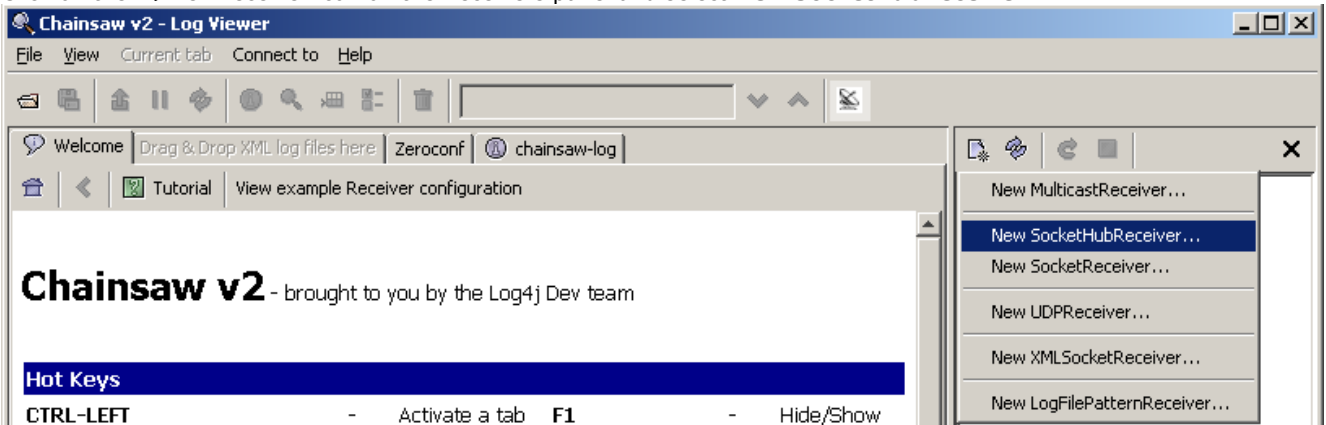 Chainsaw v2 - Log Viewer
File View Current tab Connect to Help
Welcome Drag & Drop XML log files here Zeroconf chainsaw-log
Tutorial View example Receiver configuration
New MulticastReceiver...
New SocketHubReceiver...
New SocketReceiver...
New UDPReceiver...
New XMLSocketReceiver...
New LogFilePatternReceiver...
Chainsaw v2 - brought to you by the Log4j Dev team
Hot Keys
CTRL-LEFT - Activate a tab F1 - Hide/Show